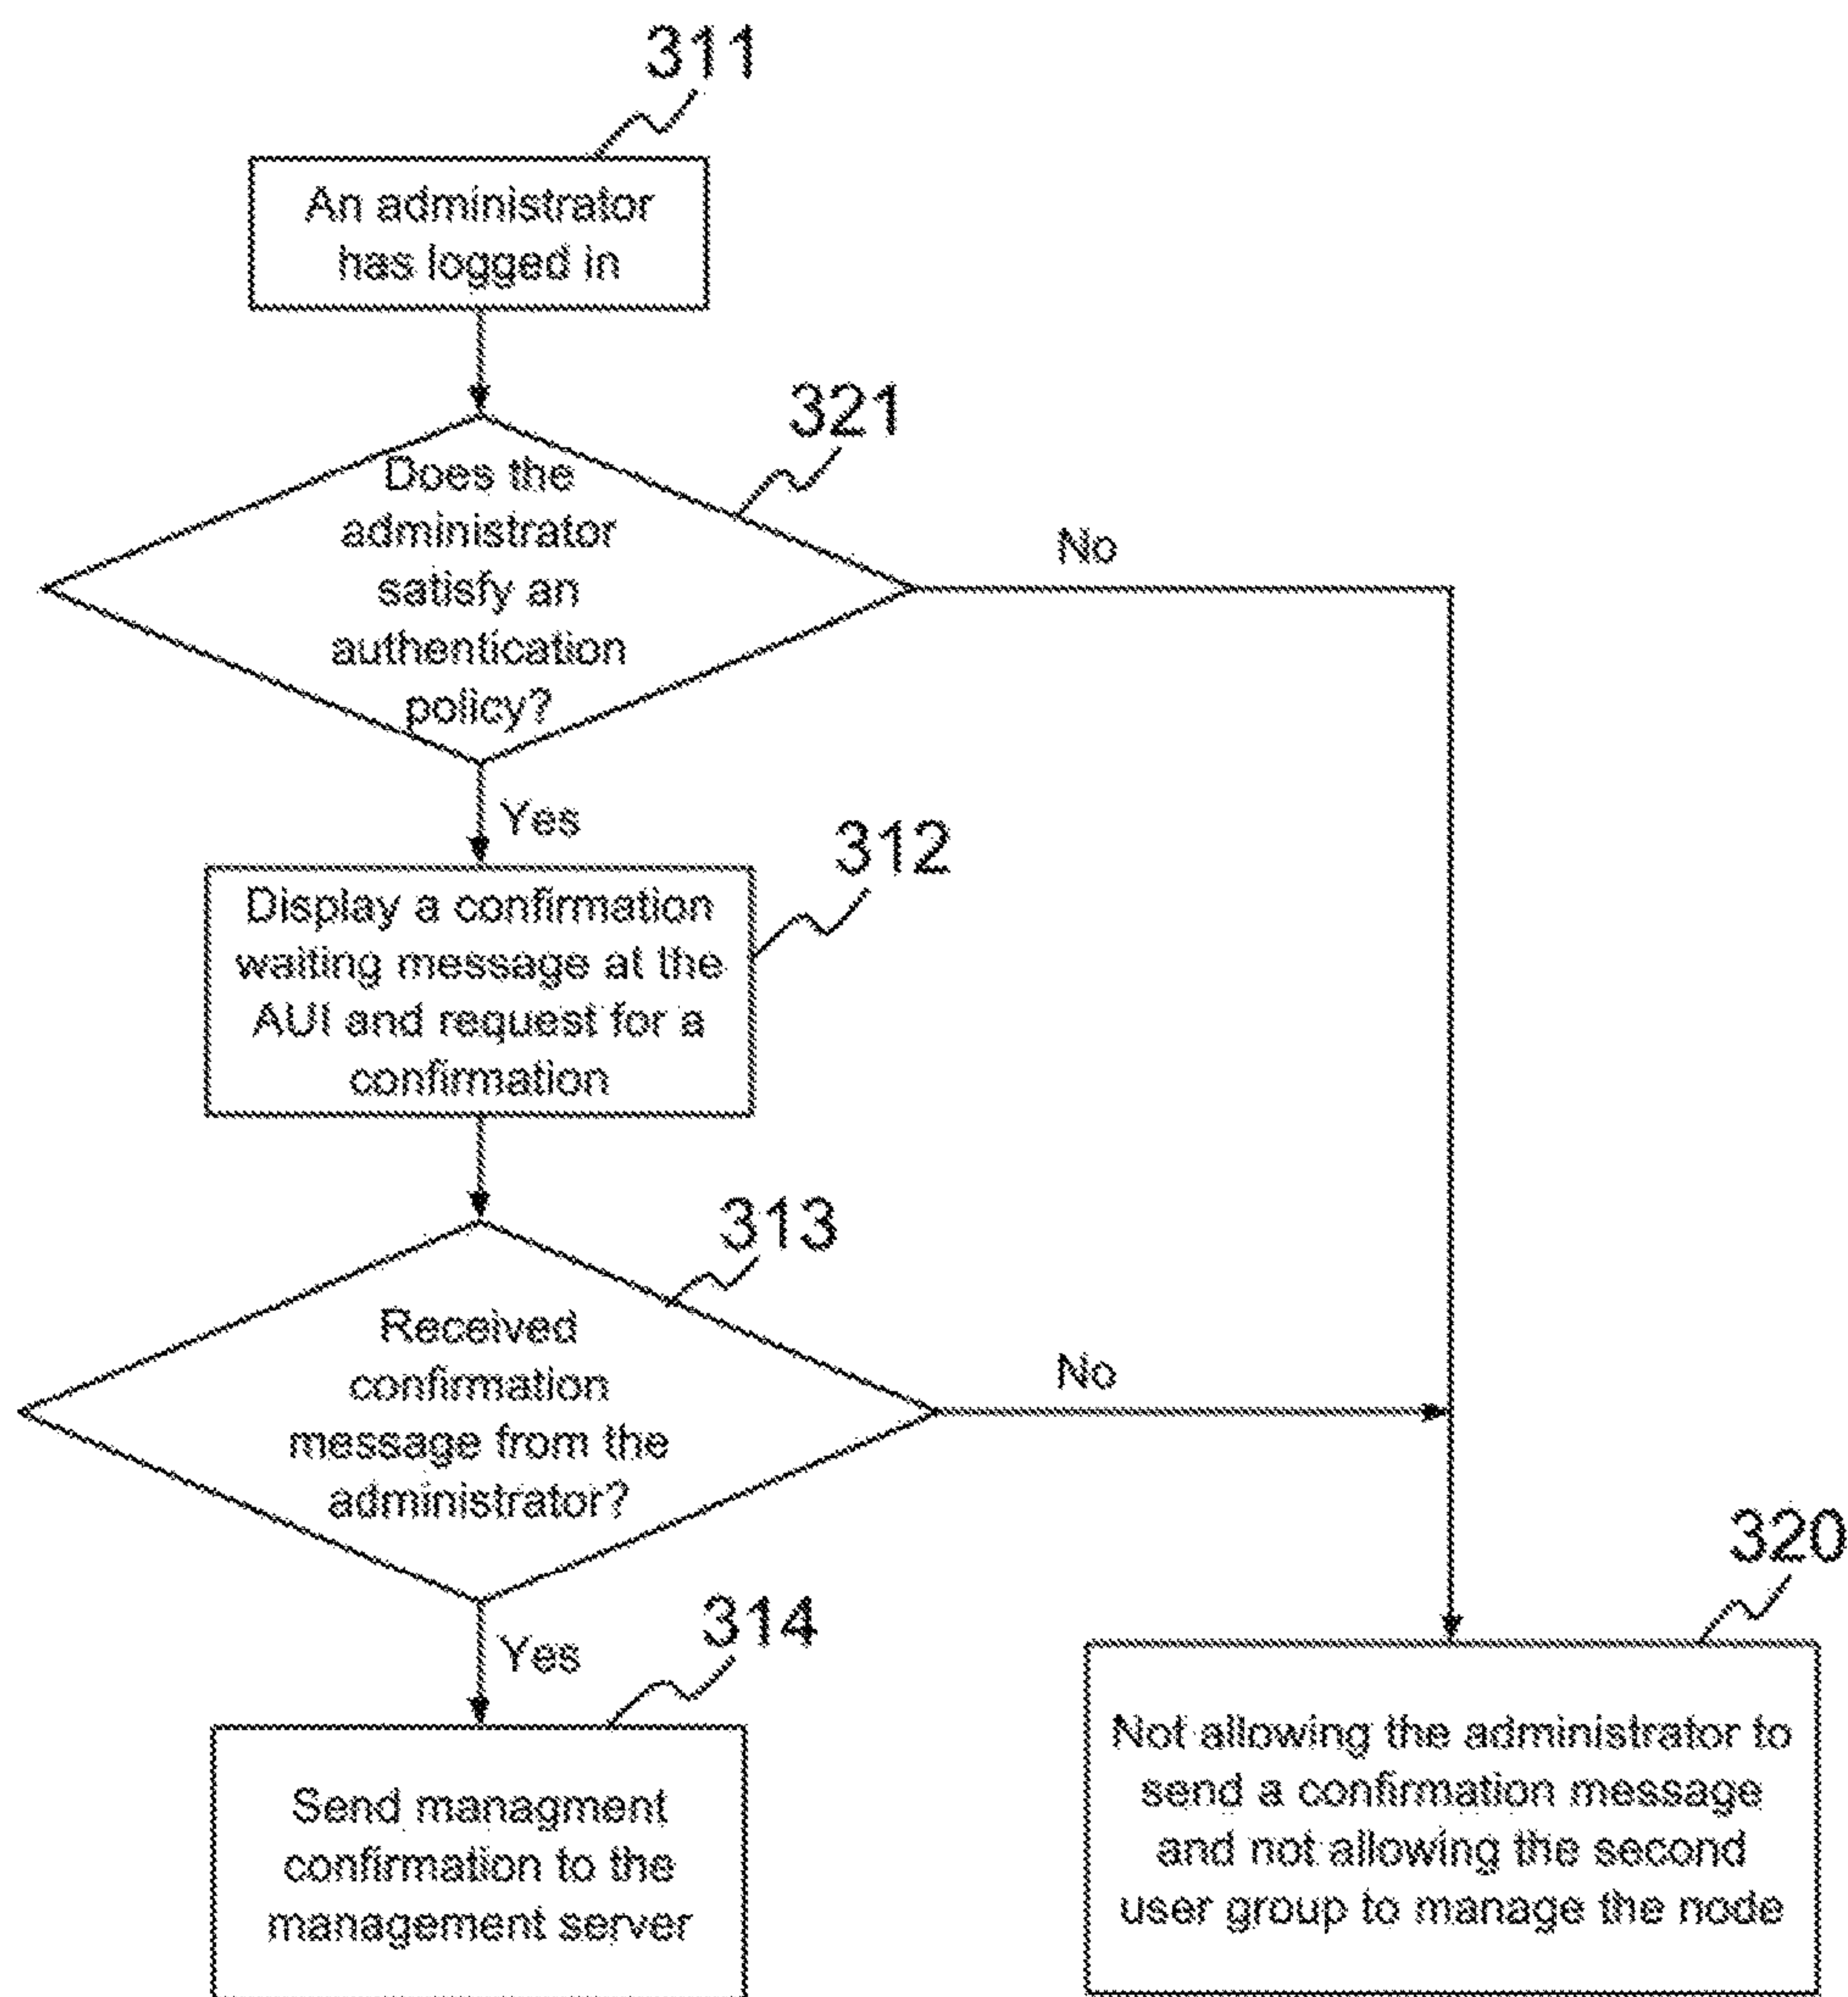 311
An administrator
has logged in
321
Does the
administrator
satisfy an
authentication
policy?
No
Yes
312
Display a confirmation
waiting message at the
AUI and request for a
confirmation
313
Received
confirmation
message from the
administrator?
No
Yes
314
Send managment
confirmation to the
management server
320
Not allowing the administrator to
send a confirmation message
and not allowing the second
user group to manage the node